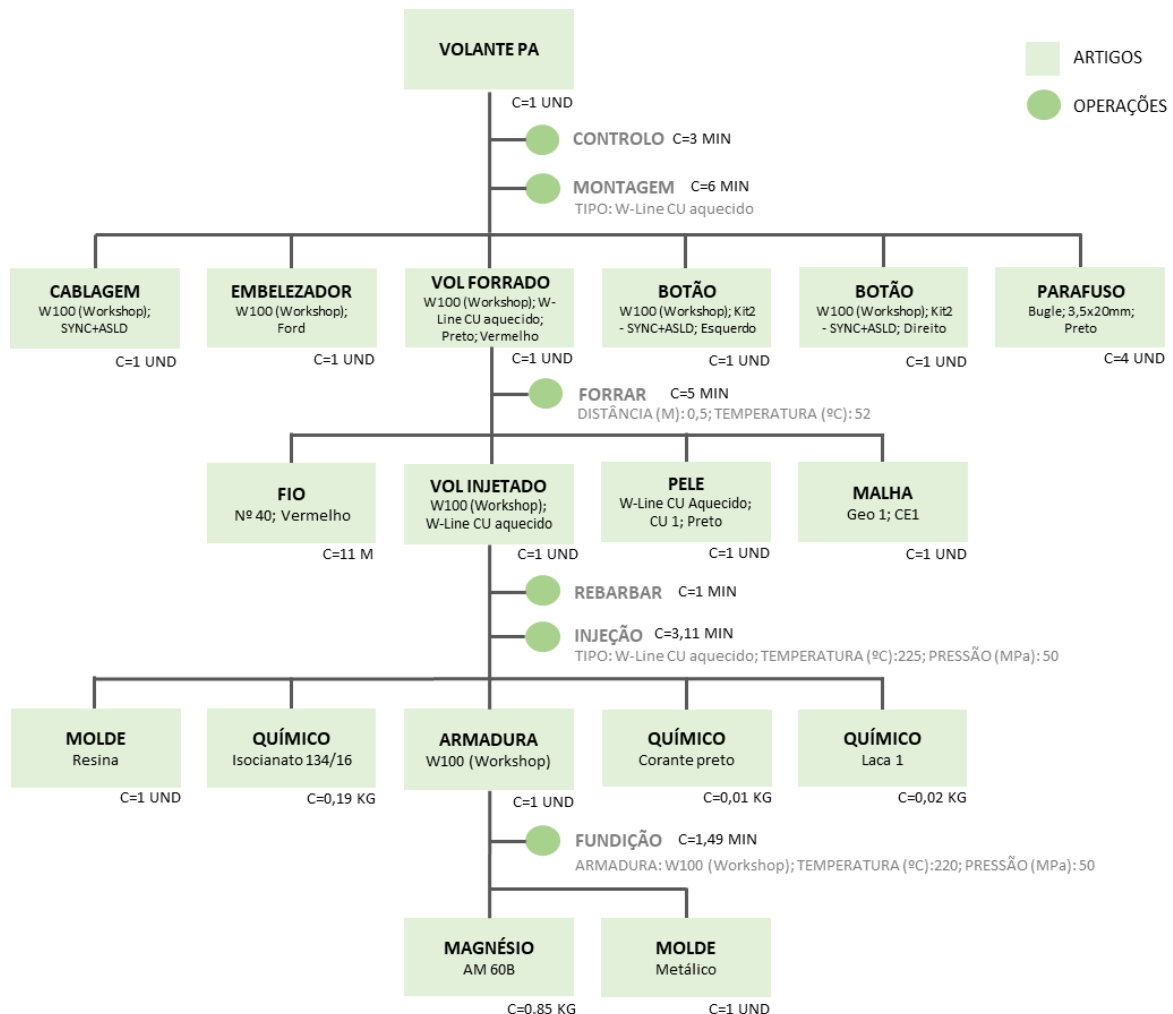 VOLANTE PA
ARTIGOS
OPERAÇÕES
C=1 UND
CONTROLO C=3 MIN
MONTAGEM C=6 MIN
TIPO: W-Line CU aquecido
CABLAGEM
W100 (Workshop);
SYNC+ASLD
C=1 UND
EMBELEZADOR
W100 (Workshop);
Ford
C=1 UND
VOL FORRADO
W100 (Workshop); W-
Line CU aquecido;
Preto; Vermelho
C=1 UND
BOTÃO
W100 (Workshop); Kit2
- SYNC+ASLD; Esquerdo
C=1 UND
BOTÃO
W100 (Workshop); Kit2
- SYNC+ASLD; Direito
C=1 UND
PARAFUSO
Bugle; 3,5x20mm;
Preto
C=4 UND
FORRAR C=5 MIN
DISTÂNCIA (M): 0,5; TEMPERATURA (ºC): 52
FIO
Nº 40; Vermelho
C=11 M
VOL INJETADO
W100 (Workshop);
W-Line CU aquecido
C=1 UND
PELE
W-Line CU Aquecido;
CU 1; Preto
C=1 UND
MALHA
Geo 1; CE1
C=1 UND
REBARBAR C=1 MIN
INJEÇÃO C=3,11 MIN
TIPO: W-Line CU aquecido; TEMPERATURA (ºC):225; PRESSÃO (MPa): 50
MOLDE
Resina
C=1 UND
QUÍMICO
Isocianato 134/16
C=0,19 KG
ARMADURA
W100 (Workshop)
C=1 UND
QUÍMICO
Corante preto
C=0,01 KG
QUÍMICO
Laca 1
C=0,02 KG
FUNDIÇÃO C=1,49 MIN
ARMADURA: W100 (Workshop); TEMPERATURA (ºC):220; PRESSÃO (MPa): 50
MAGNÉSIO
AM 60B
C=0.85 KG
MOLDE
Metálico
C=1 UND